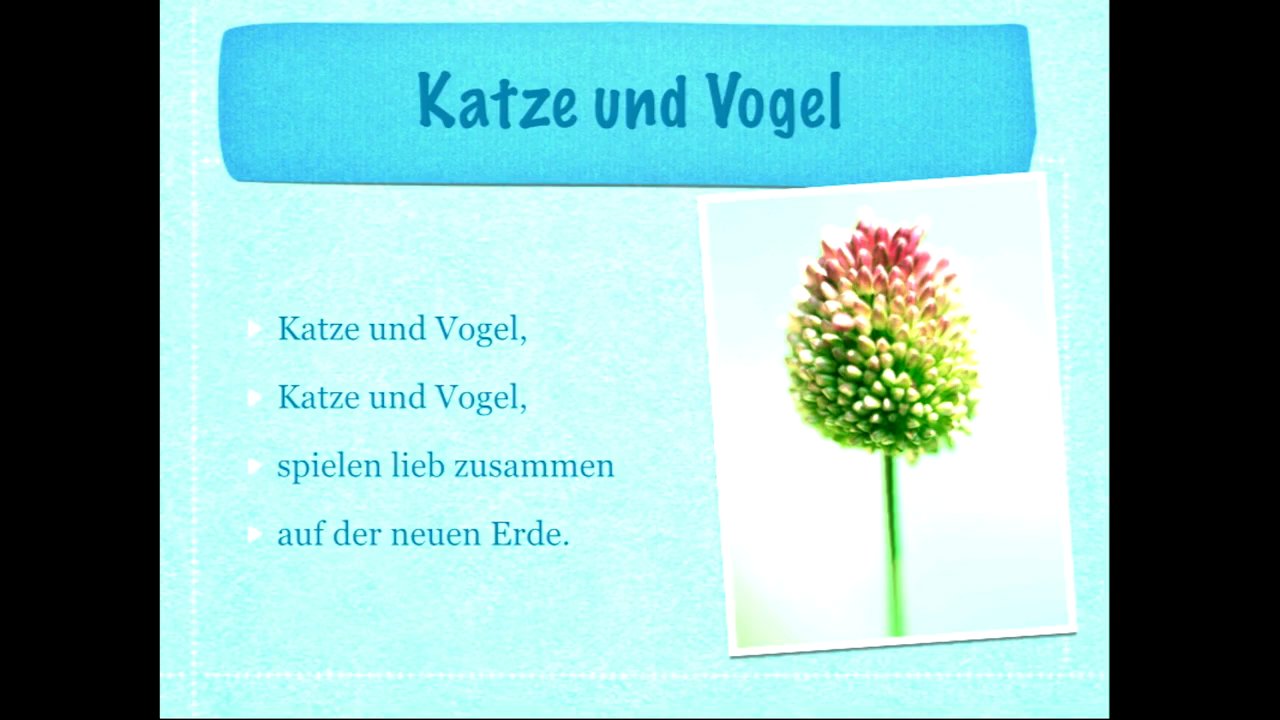 Katze und Vogel
Katze und Vogel,
Katze und Vogel,
spielen lieb zusammen
auf der neuen Erde.